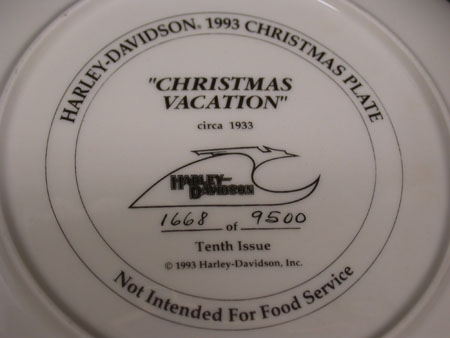 HARLEY-DAVIDSON® 1993 CHRISTMAS PLATE
"CHRISTMAS
VACATION"
circa 1933
HARLEY-
DAVIDSON
1668 of 9500
Tenth Issue
© 1993 Harley-Davidson, Inc.
Not Intended For Food Service